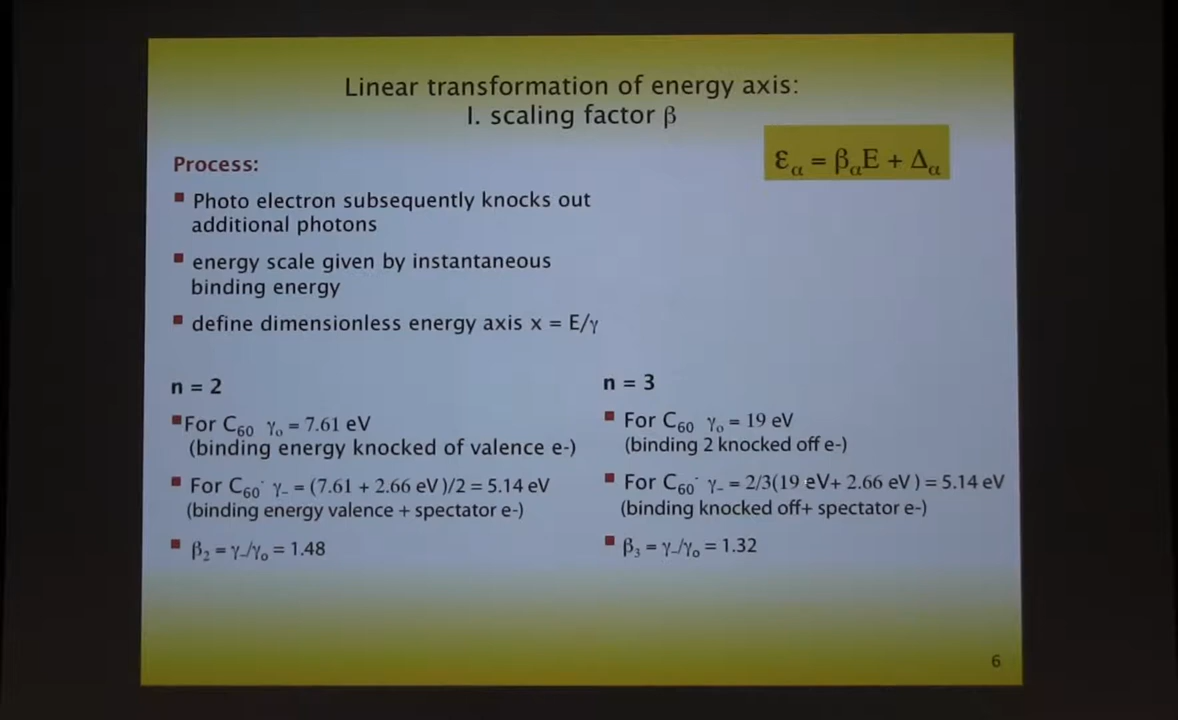 Linear transformation of energy axis:
I. scaling factor β
εα = βαE + Δα
Process:
▪ Photo electron subsequently knocks out
additional photons
▪ energy scale given by instantaneous
binding energy
▪ define dimensionless energy axis x = E/γ
n = 2
▪For C60 γo = 7.61 eV
(binding energy knocked of valence e-)
▪ For C60- γ- = (7.61 + 2.66 eV )/2 = 5.14 eV
(binding energy valence + spectator e-)
▪ β2 = γ-/γo = 1.48
n = 3
▪ For C60 γo = 19 eV
(binding 2 knocked off e-)
▪ For C60- γ- = 2/3(19 eV+ 2.66 eV ) = 5.14 eV
(binding knocked off+ spectator e-)
▪ β3 = γ-/γo = 1.32
6